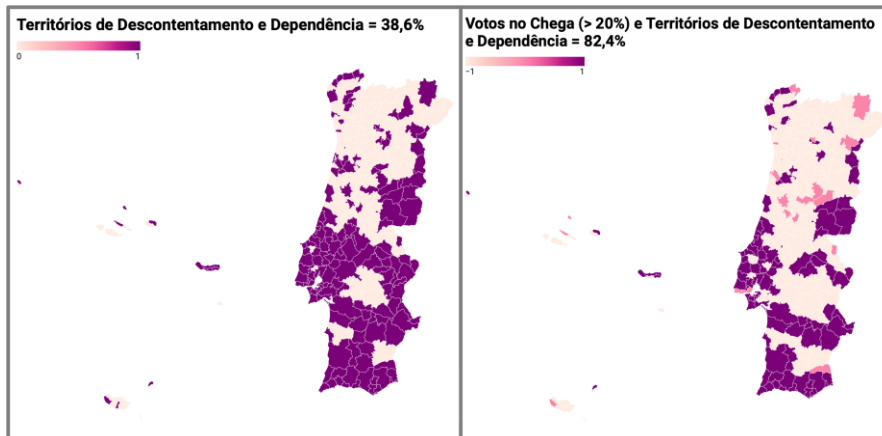 Territórios de Descontentamento e Dependência = 38,6%
0
1
Votos no Chega (> 20%) e Territórios de Descontentamento
e Dependência = 82,4%
−1
1